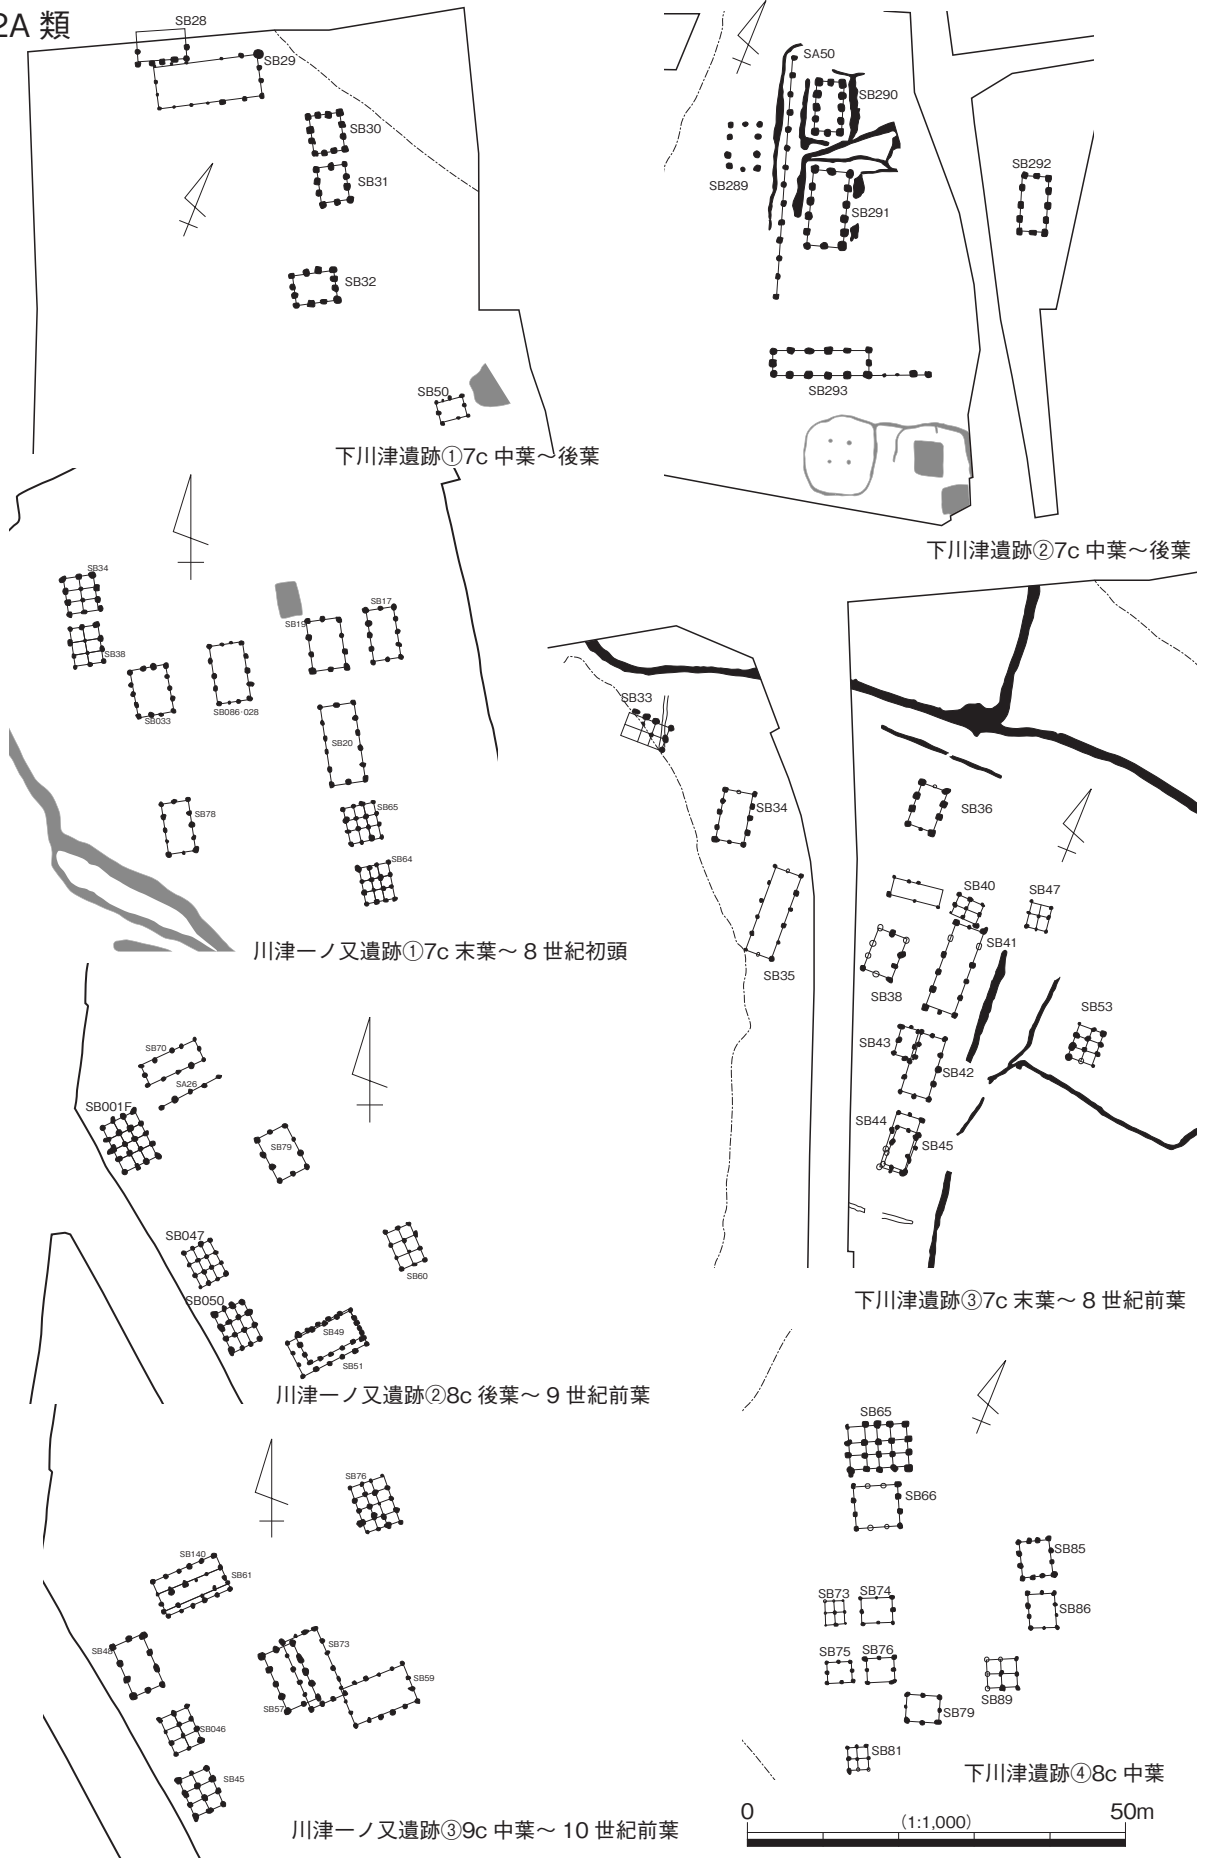 2A 類
SB28
SB29
SB30
SB31
SB32
SB50
下川津遺跡①7c 中葉～後葉
SA50
SB290
SB289
SB291
SB292
SB293
下川津遺跡②7c 中葉～後葉
SB34
SB38
SB033
SB086·028
SB19
SB17
SB20
SB78
SB65
SB64
川津一ノ又遺跡①7c 末葉～ 8 世紀初頭
SB33
SB34
SB35
SB36
SB40
SB47
SB41
SB38
SB43
SB42
SB53
SB44
SB45
下川津遺跡③7c 末葉～ 8 世紀前葉
SB70
SA26
SB001F
SB79
SB047
SB60
SB050
SB49
SB51
川津一ノ又遺跡②8c 後葉～ 9 世紀前葉
SB76
SB140
SB61
SB48
SB73
SB57
SB59
SB046
SB45
川津一ノ又遺跡③9c 中葉～ 10 世紀前葉
SB65
SB66
SB85
SB73
SB74
SB86
SB75
SB76
SB89
SB79
SB81
下川津遺跡④8c 中葉
0
(1:1,000)
50m